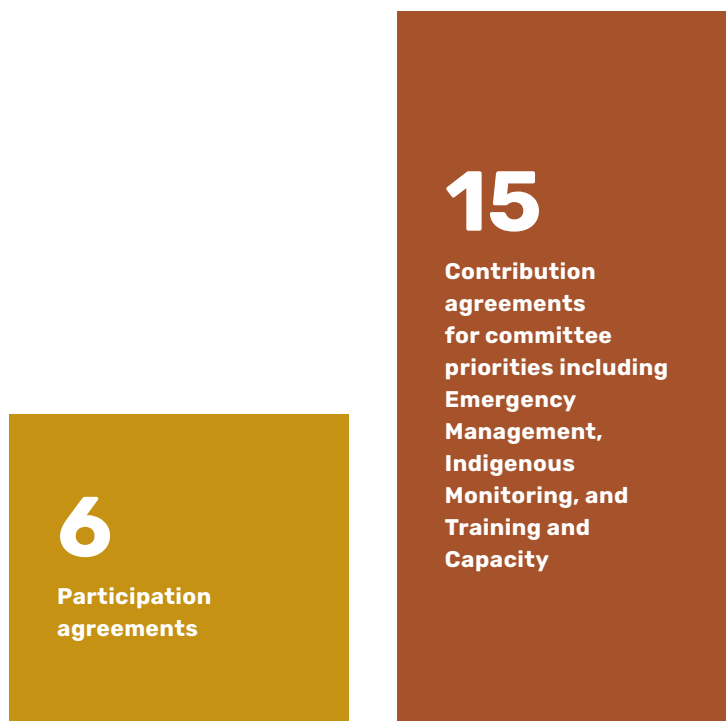 6
Participation
agreements
15
Contribution
agreements
for committee
priorities including
Emergency
Management,
Indigenous
Monitoring, and
Training and
Capacity